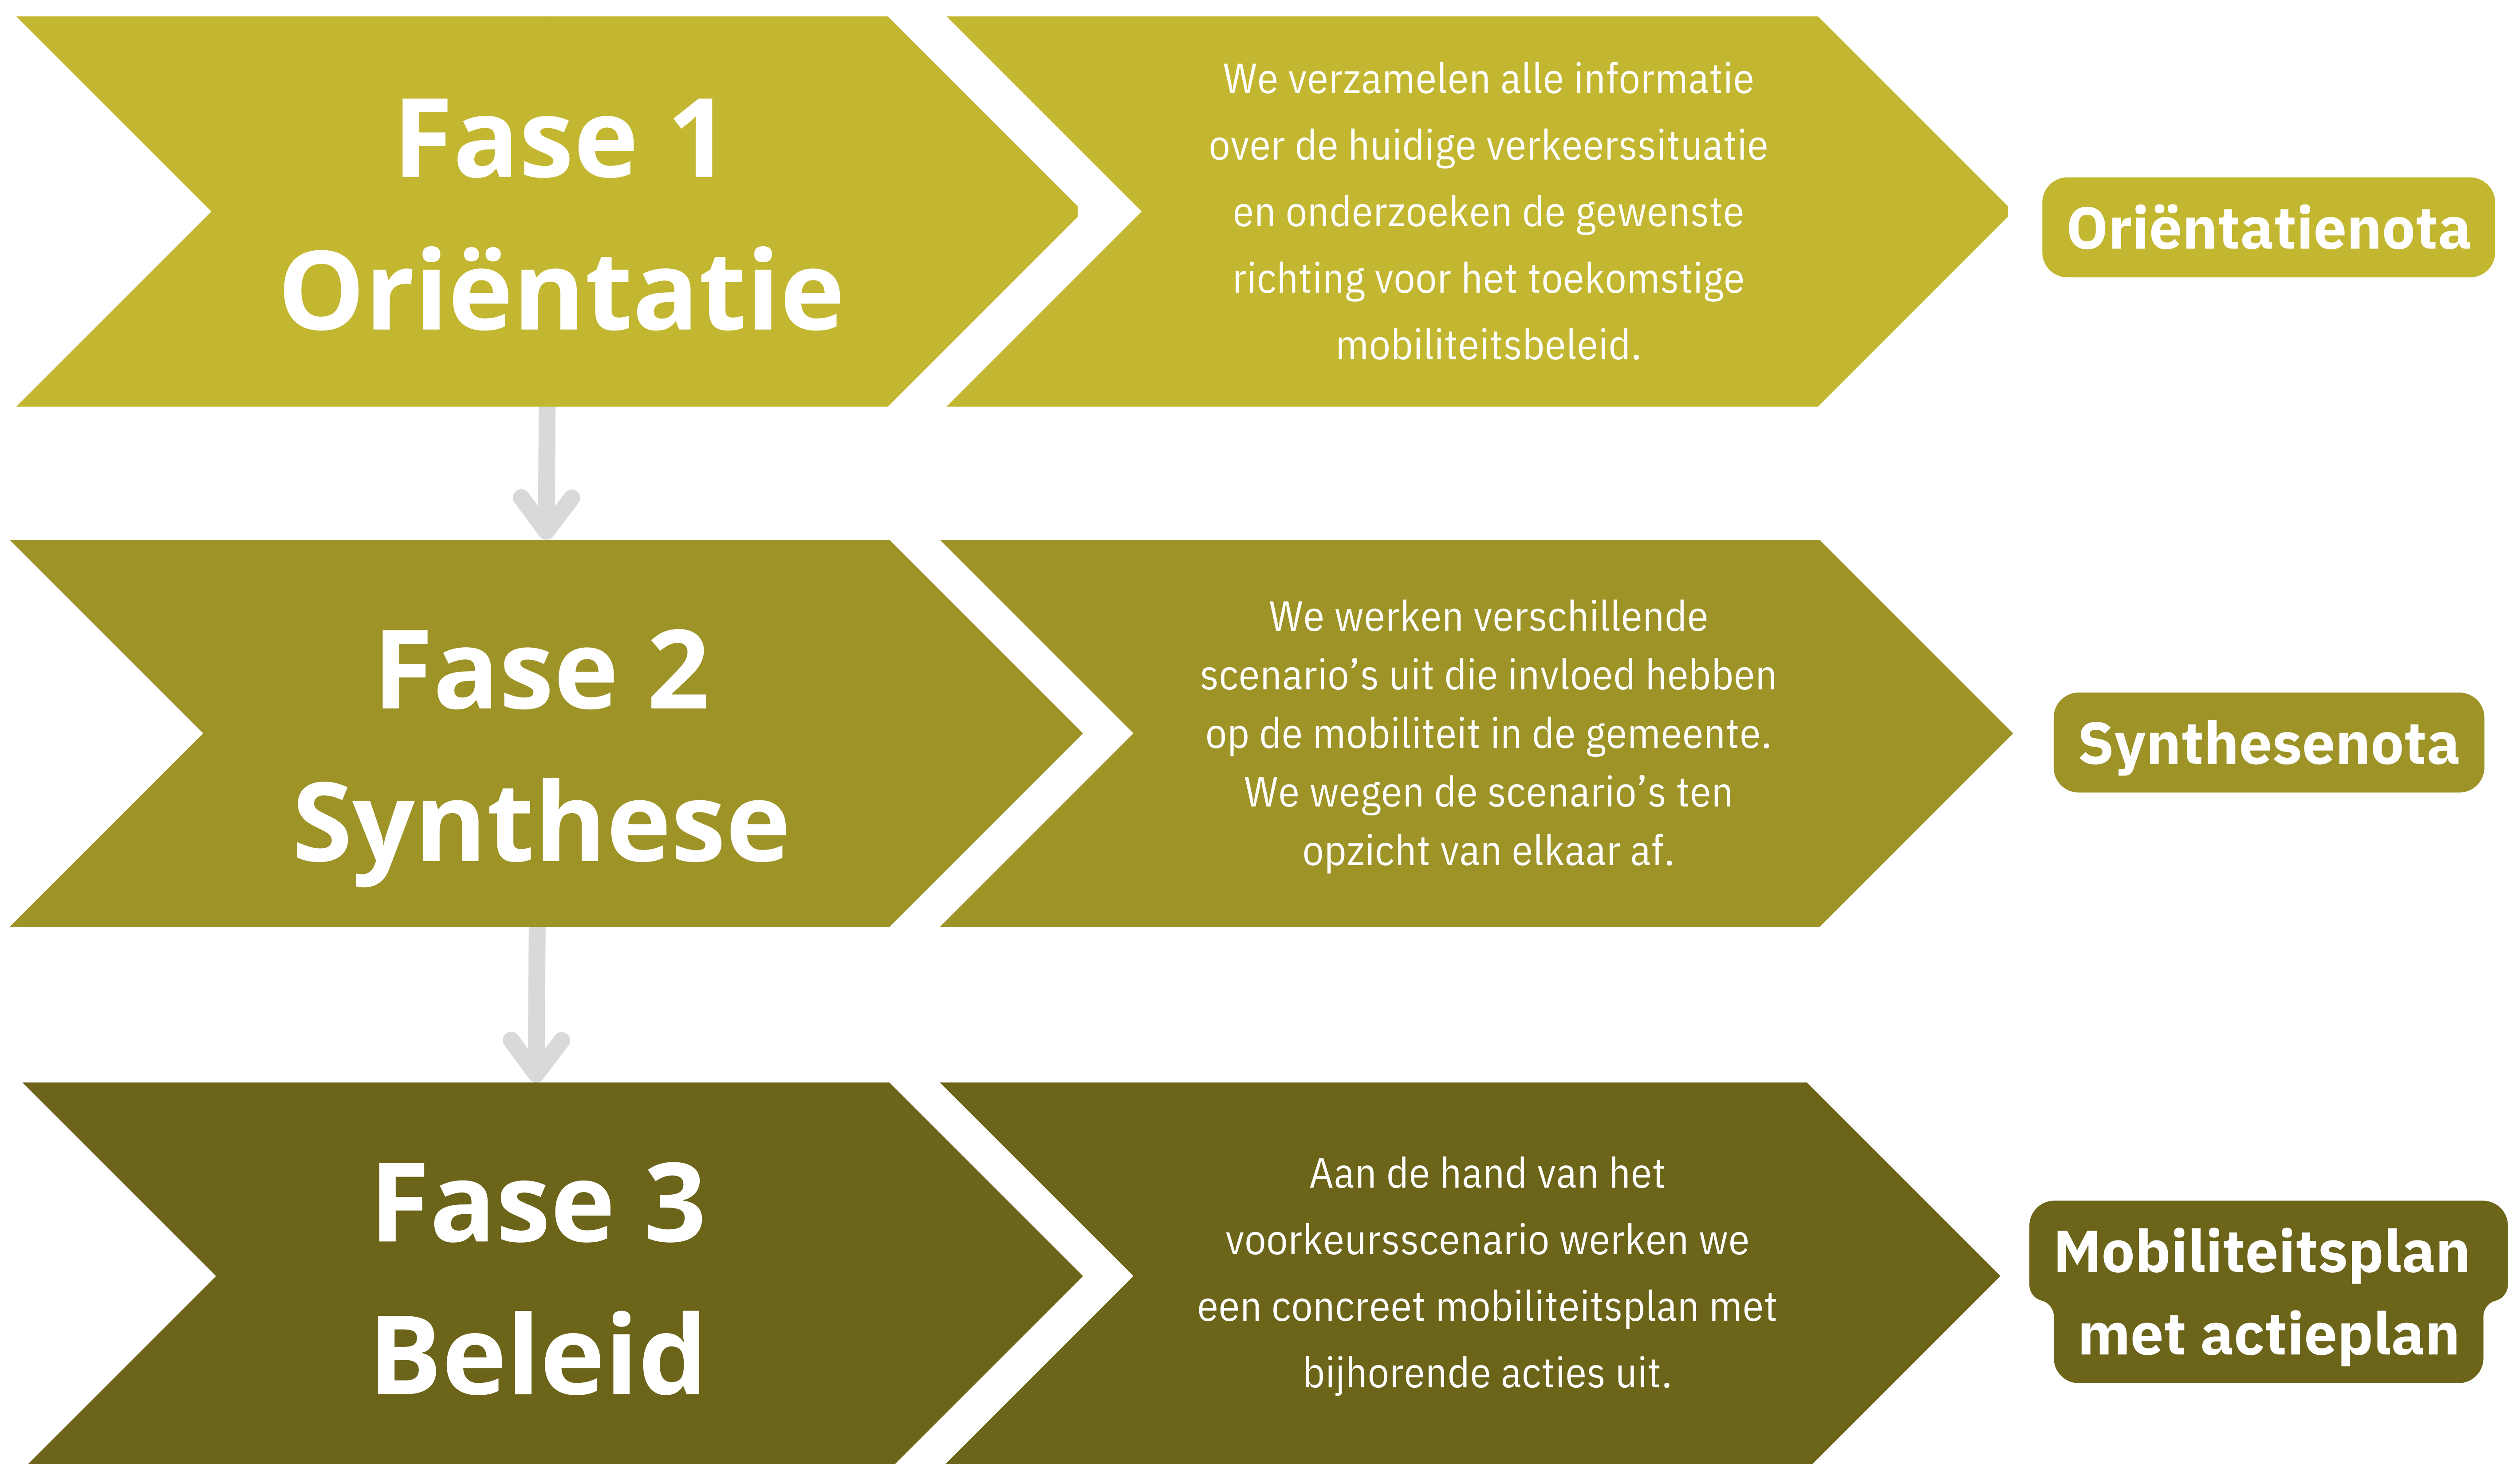 Fase 1
Oriëntatie
We verzamelen alle informatie
over de huidige verkeerssituatie
en onderzoeken de gewenste
richting voor het toekomstige
mobiliteitsbeleid.
Oriëntatienota
Fase 2
Synthese
We werken verschillende
scenario’s uit die invloed hebben
op de mobiliteit in de gemeente.
We wegen de scenario’s ten
opzicht van elkaar af.
Synthesenota
Fase 3
Beleid
Aan de hand van het
voorkeursscenario werken we
een concreet mobiliteitsplan met
bijhorende acties uit.
Mobiliteitsplan
met actieplan